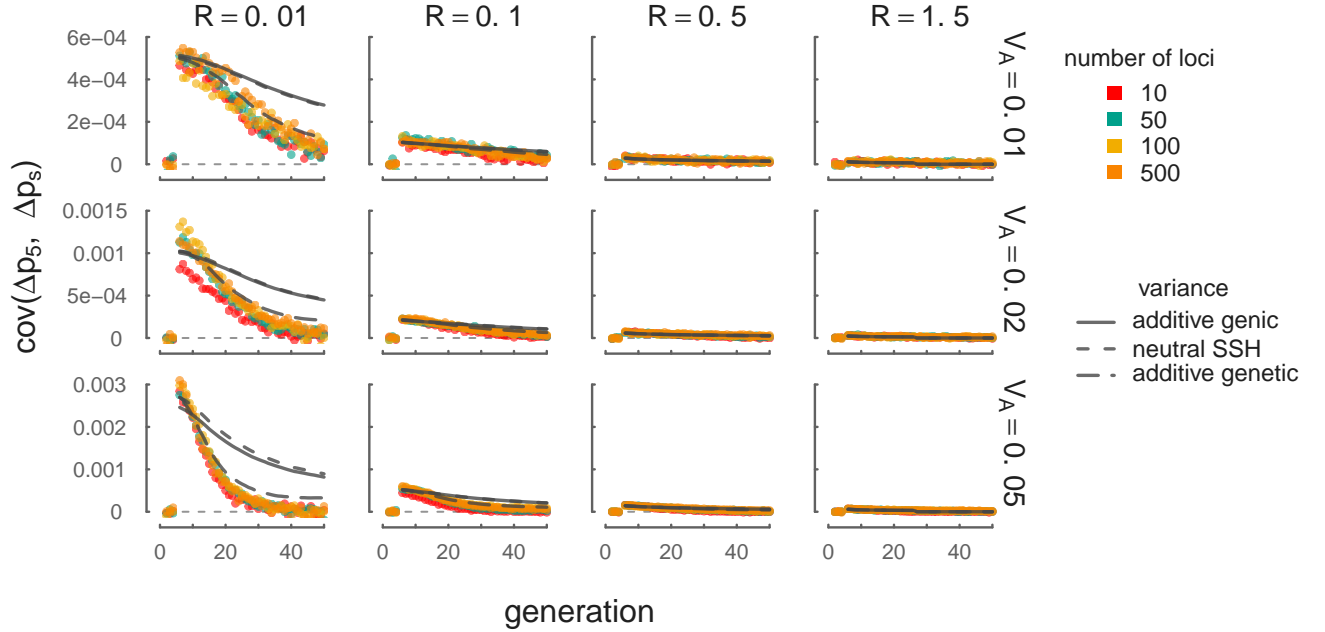 R = 0. 01 R = 0. 1 R = 0. 5 R = 1. 5
6e−04
4e−04
2e−04
0
V_A = 0. 01
0.0015
0.001
5e−04
0
V_A = 0. 02
0.003
0.002
0.001
0
V_A = 0. 05
0 20 40 0 20 40 0 20 40 0 20 40
generation
cov(Δp5, Δps)
number of loci
10
50
100
500
variance
additive genic
neutral SSH
additive genetic